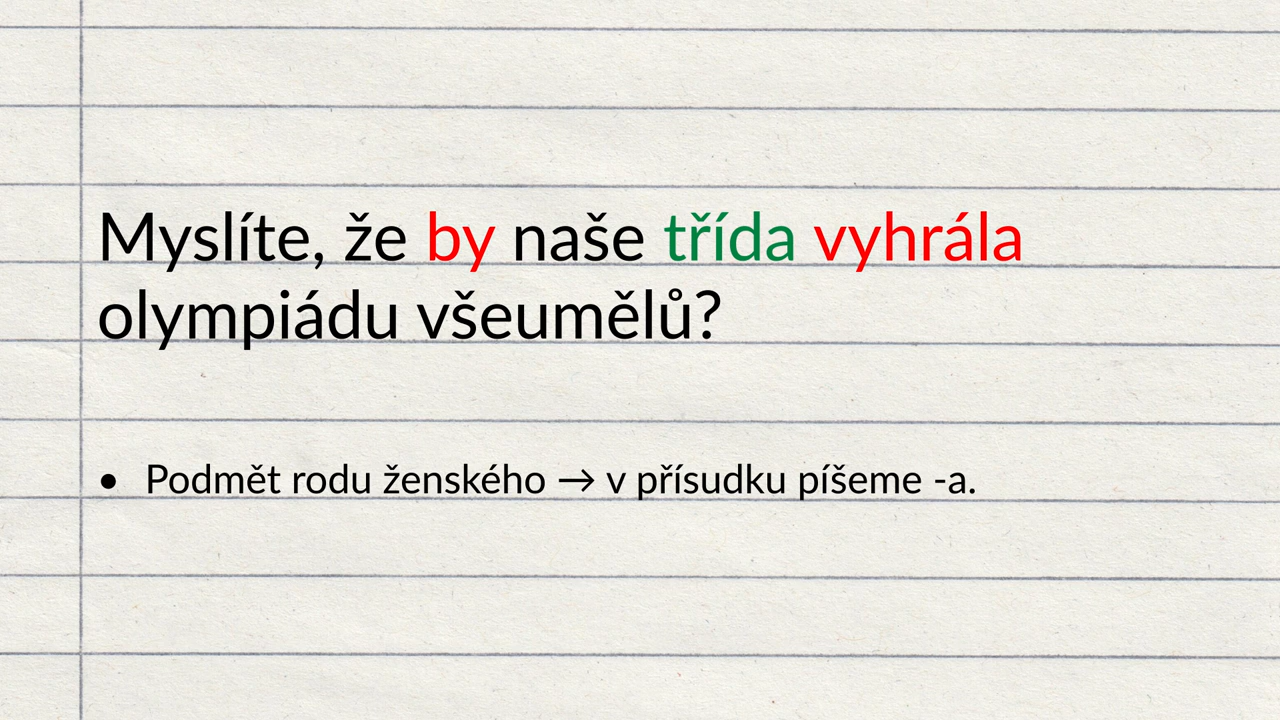 Myslíte, že by naše třída vyhrála
olympiádu všeumělů?
• Podmět rodu ženského → v přísudku píšeme -a.